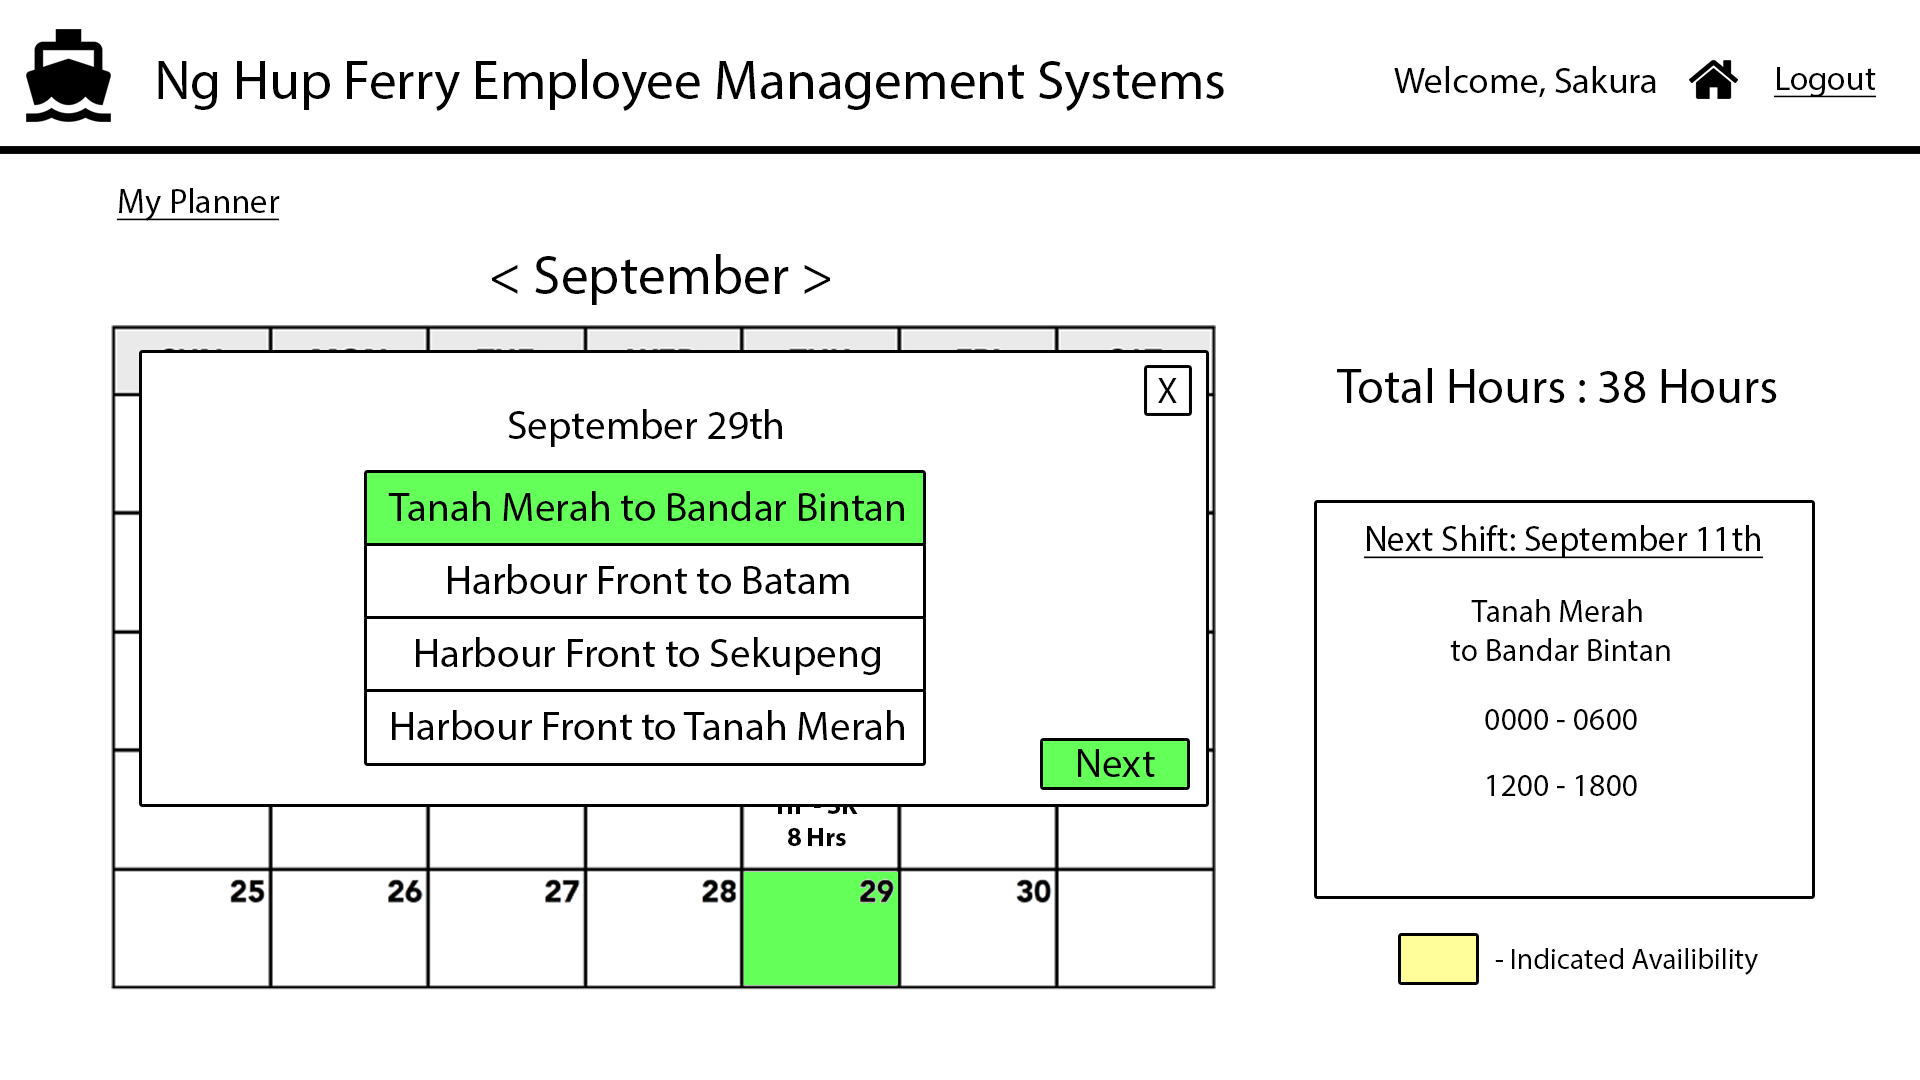 Ng Hup Ferry Employee Management Systems
Welcome, Sakura
Logout
My Planner
< September >
Total Hours : 38 Hours
X
September 29th
Tanah Merah to Bandar Bintan
Harbour Front to Batam
Harbour Front to Sekupeng
Harbour Front to Tanah Merah
Next
Next Shift: September 11th
Tanah Merah
to Bandar Bintan
0000 - 0600
1200 - 1800
8 Hrs
25 26 27 28 29 30
- Indicated Availibility